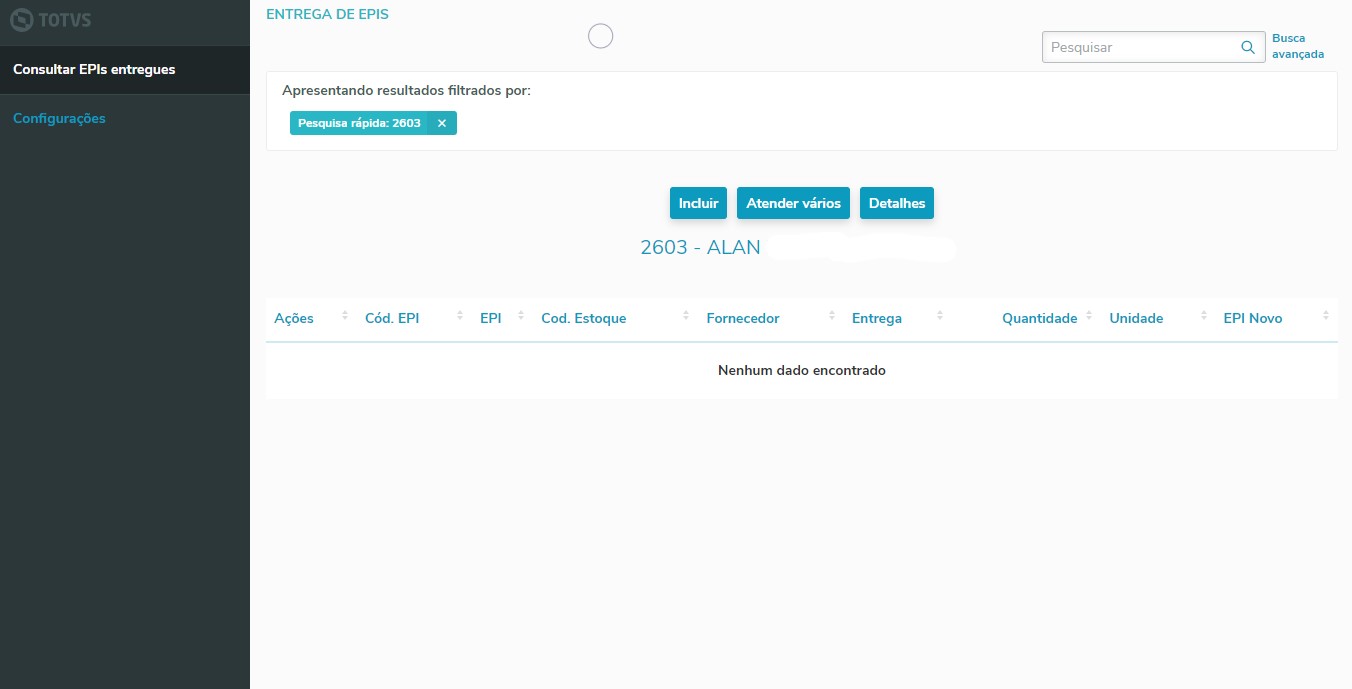 TOTVS
Consultar EPIs entregues
Configurações
ENTREGA DE EPIS
Pesquisar
Busca
avançada
Apresentando resultados filtrados por:
Pesquisa rápida: 2603 ×
Incluir Atender vários Detalhes
2603 - ALAN
Ações Cód. EPI EPI Cod. Estoque Fornecedor Entrega Quantidade Unidade EPI Novo
Nenhum dado encontrado